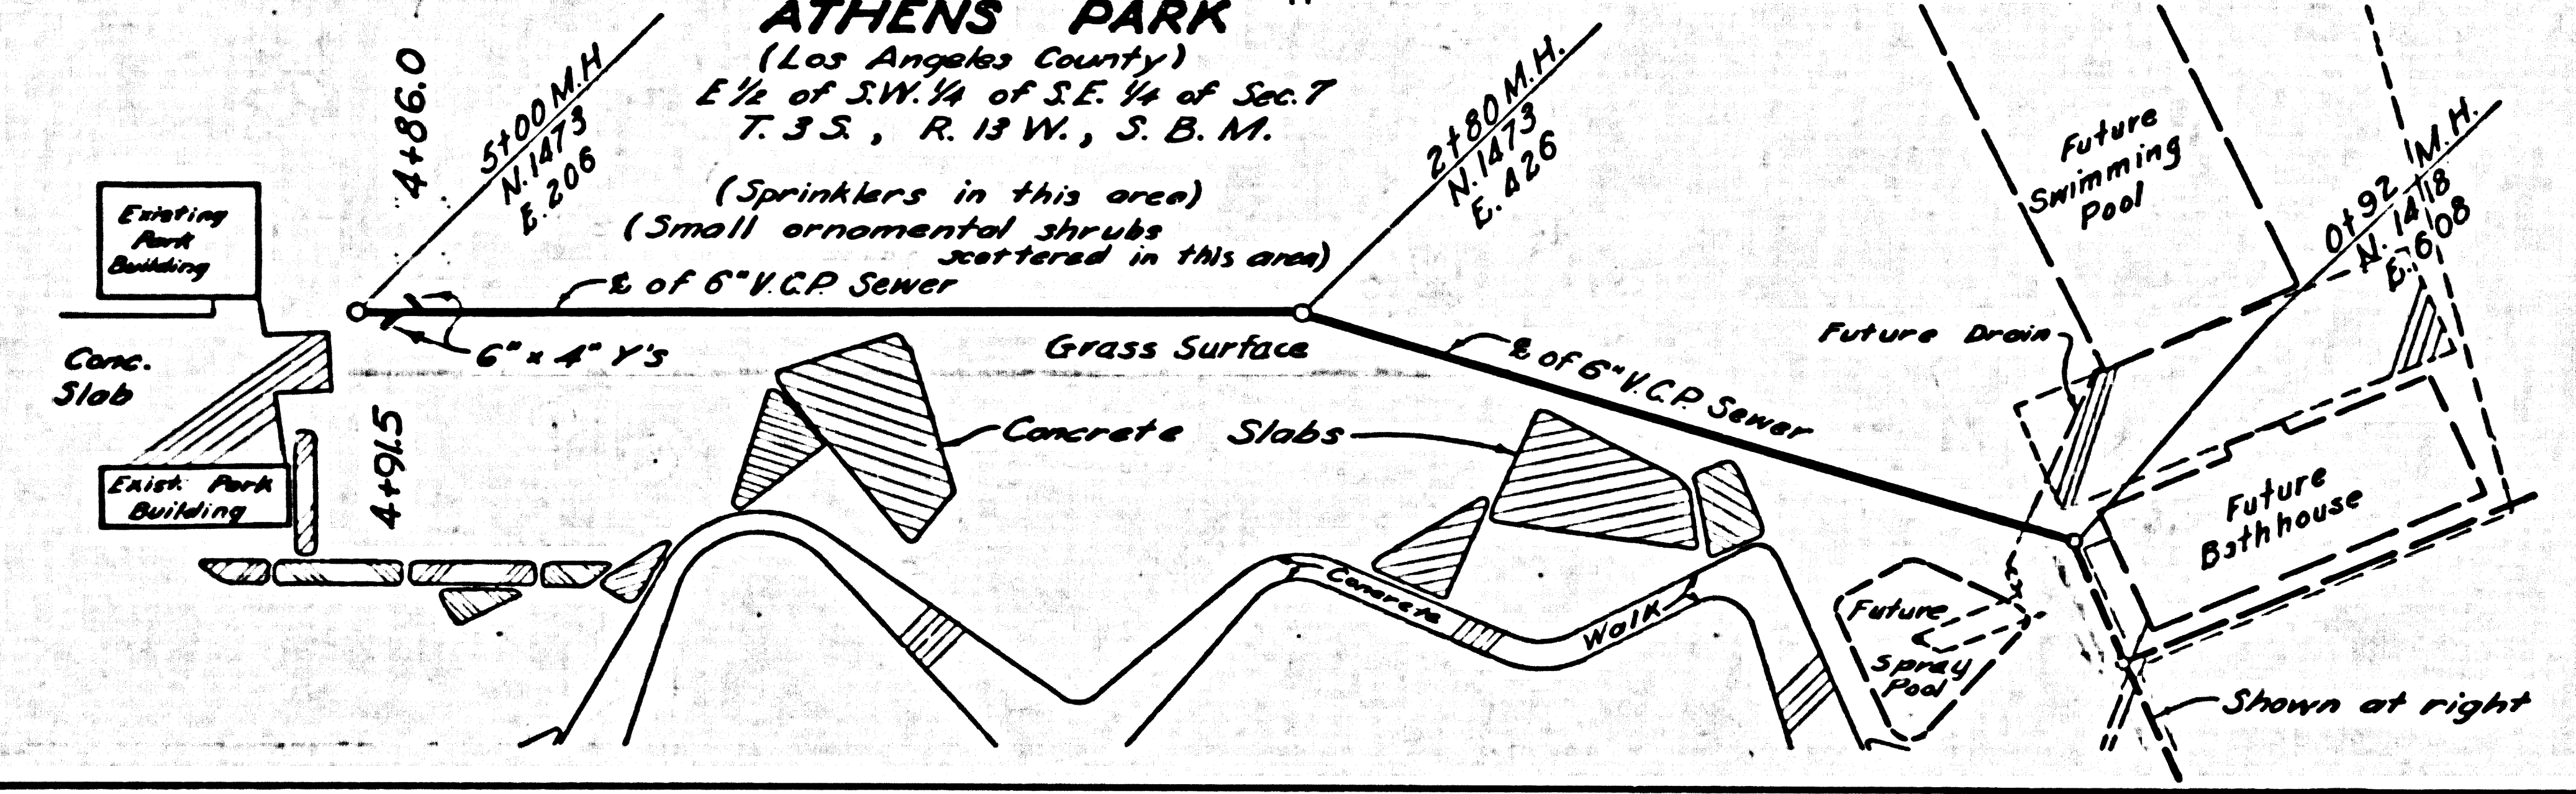 ATHENS PARK
(Los Angeles County)
E 1/2 of S.W. 1/4 of S.E. 1/4 of Sec. 7
T. 3 S., R. 13 W., S. B. M.
(Sprinklers in this area)
(Small ornamental shrubs
scattered in this area)
4+86.0
5+00 M.H
N. 1473
E. 206
2+80 M.H.
N. 1473
E. 426
0+92 M.H.
N. 1418
E. 608
Future
Swimming
Pool
Existing
Park
Building
℄ of 6" V.C.P. Sewer
6" x 4" Y's
Grass Surface
℄ of 6" V.C.P. Sewer
Future Drain
Conc.
Slab
4+91.5
Concrete Slabs
Exist. Park
Building
Future
Bathhouse
Concrete
Walk
Future
Spray
Pool
Shown at right